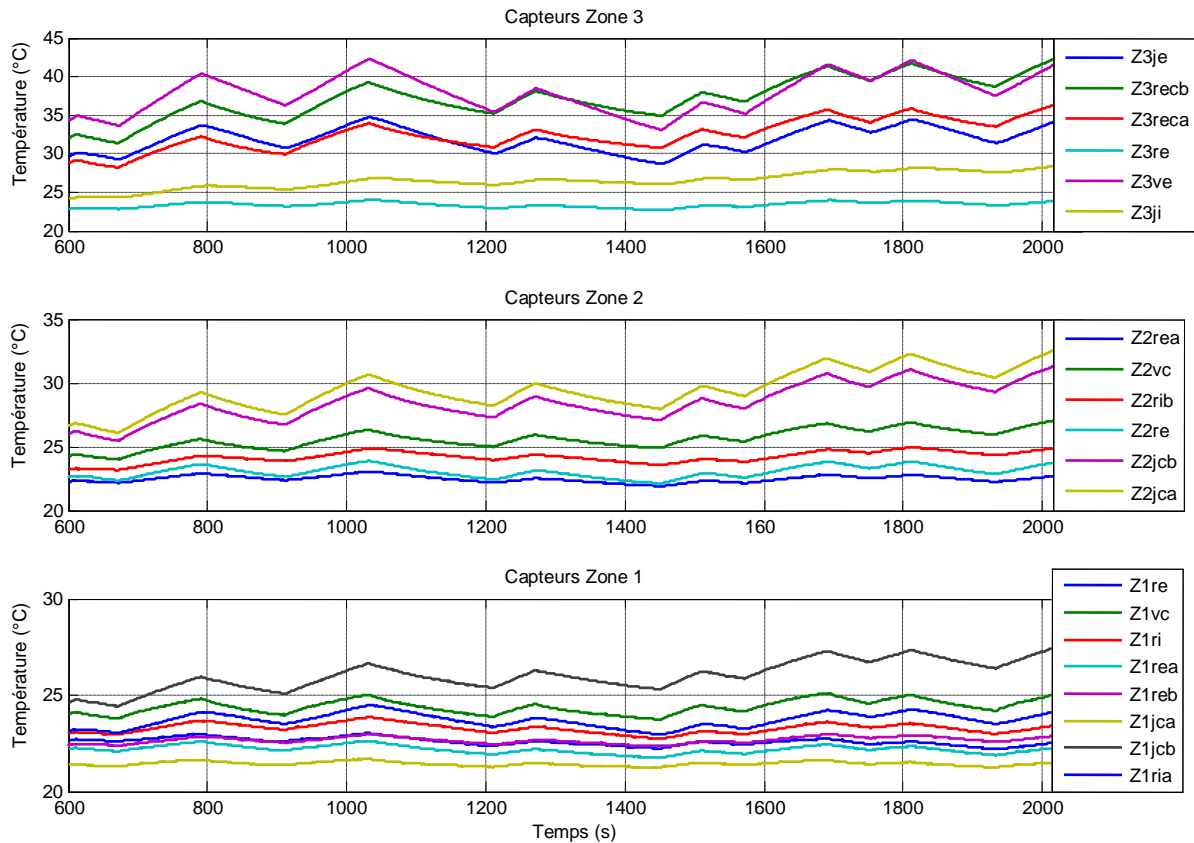 Capteurs Zone 3
Température (°C)
45
40
35
30
25
20
600 800 1000 1200 1400 1600 1800 2000
Z3je
Z3recb
Z3reca
Z3re
Z3ve
Z3ji
Capteurs Zone 2
Température (°C)
35
30
25
20
600 800 1000 1200 1400 160 1800 2000
Z2rea
Z2vc
Z2rib
Z2re
Z2jcb
Z2jca
Capteurs Zone 1
Température (°C)
30
25
20
600 800 1000 1200 1400 1600 1800 2000
Temps (s)
Z1re
Z1vc
Z1ri
Z1rea
Z1reb
Z1jca
Z1jcb
Z1ria